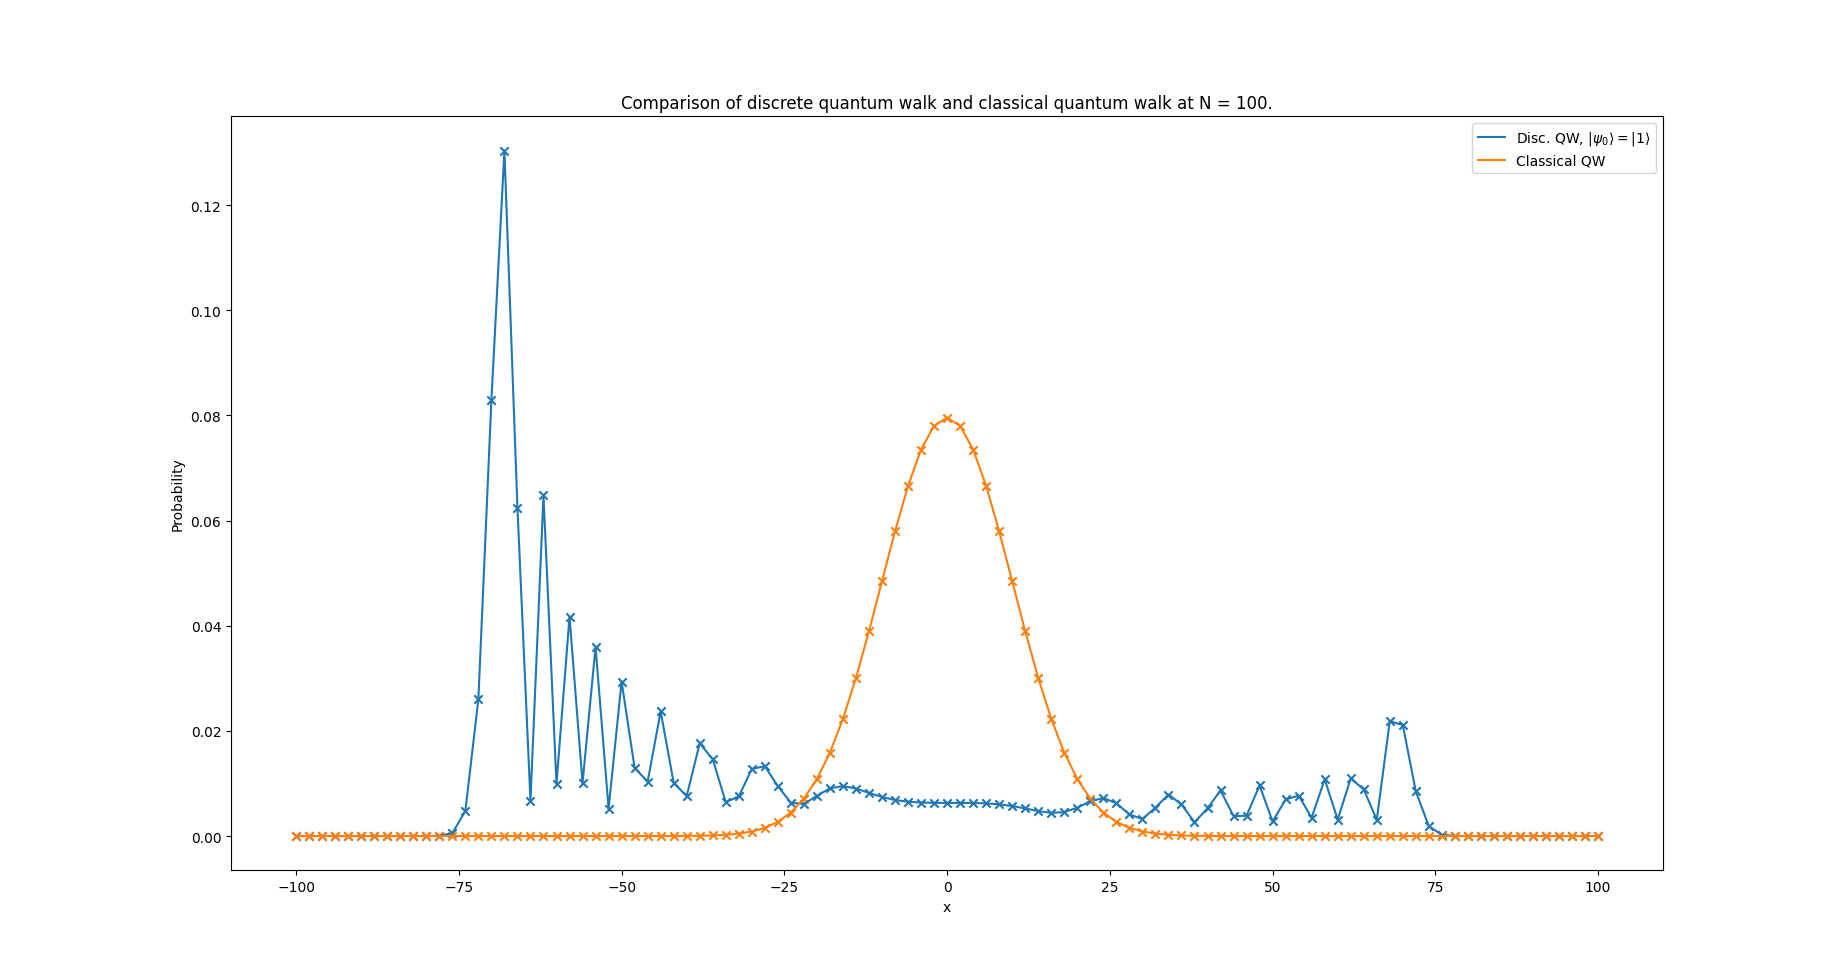 Comparison of discrete quantum walk and classical quantum walk at N = 100.
Disc. QW, |ψ₀⟩ = |1⟩
Classical QW
Probability
0.12
0.10
0.08
0.06
0.04
0.02
0.00
−100 −75 −50 −25 0 25 50 75 100
x